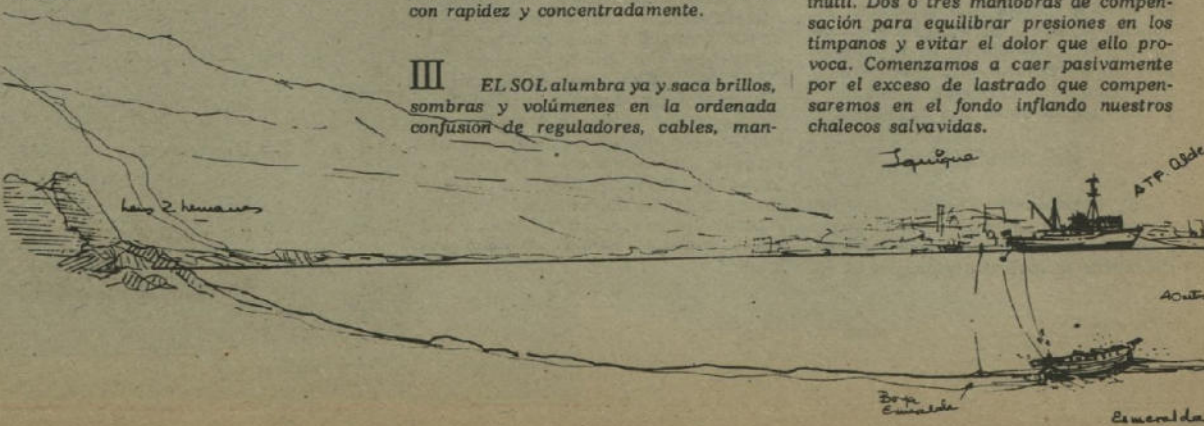 con rapidez y concentradamente.
III EL SOL alumbra ya y saca brillos,
sombras y volúmenes en la ordenada
confusión de reguladores, cables, man-
inútil. Dos o tres maniobras de compen-
sación para equilibrar presiones en los
tímpanos y evitar el dolor que ello pro-
voca. Comenzamos a caer pasivamente
por el exceso de lastrado que compen-
saremos en el fondo inflando nuestros
chalecos salvavidas.
Iquique
ATF.
2 hermanas
Boya
Esmeralda
Esmeralda